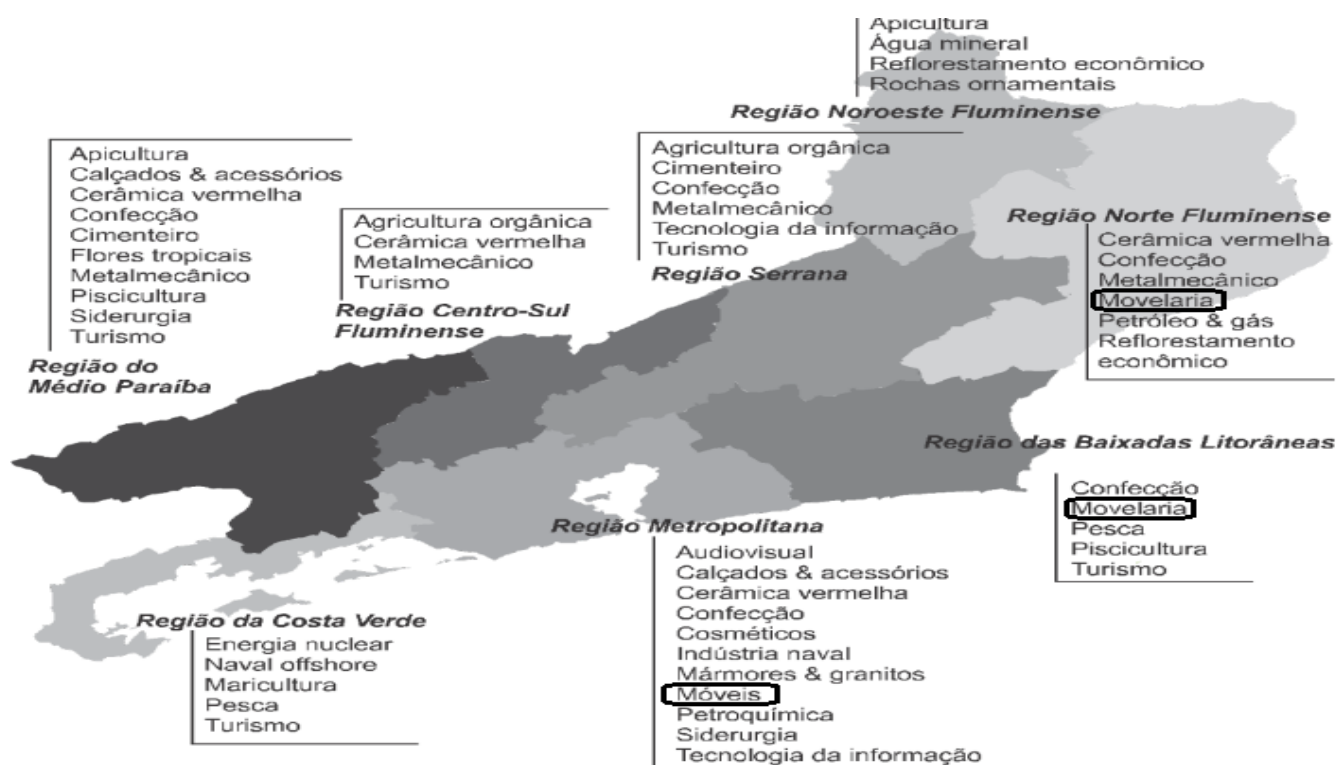 Apicultura
Água mineral
Reflorestamento econômico
Rochas ornamentais
Região Noroeste Fluminense
Apicultura
Calçados & acessórios
Cerâmica vermelha
Confecção
Cimenteiro
Flores tropicais
Metalmecânico
Piscicultura
Siderurgia
Turismo
Região do
Médio Paraíba
Agricultura orgânica
Cerâmica vermelha
Metalmecânico
Turismo
Região Centro-Sul
Fluminense
Agricultura orgânica
Cimenteiro
Confecção
Metalmecânico
Tecnologia da informação
Turismo
Região Serrana
Região Norte Fluminense
Cerâmica vermelha
Confecção
Metalmecânico
Movelaria
Petróleo & gás
Reflorestamento
econômico
Região das Baixadas Litorâneas
Confecção
Movelaria
Pesca
Piscicultura
Turismo
Região Metropolitana
Audiovisual
Calçados & acessórios
Cerâmica vermelha
Confecção
Cosméticos
Indústria naval
Mármores & granitos
Móveis
Petroquímica
Siderurgia
Tecnologia da informação
Região da Costa Verde
Energia nuclear
Naval offshore
Maricultura
Pesca
Turismo